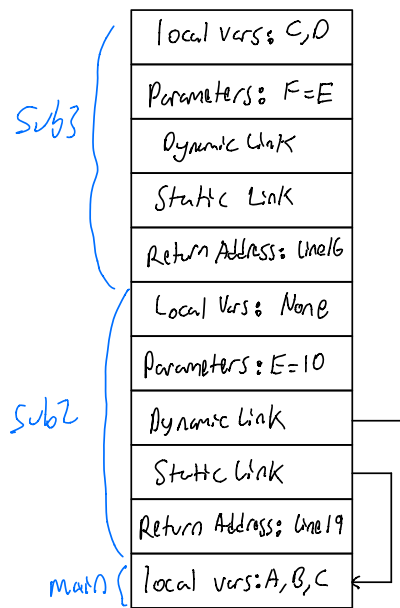 local vars: C,D
Sub3
Parameters: F=E
Dynamic Link
Static Link
Return Address: Line16
Local Vars: None
Parameters: E=10
Sub2
Dynamic Link
Static Link
Return Address: Line19
main
local vars: A, B, C